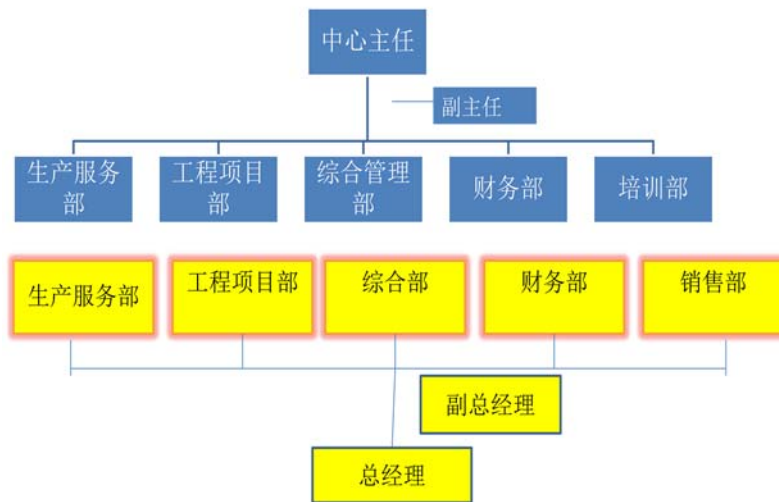 中心主任
副主任
生产服务
部
工程项目
部
综合管理
部
财务部
培训部
生产服务部
工程项目部
综合部
财务部
销售部
副总经理
总经理